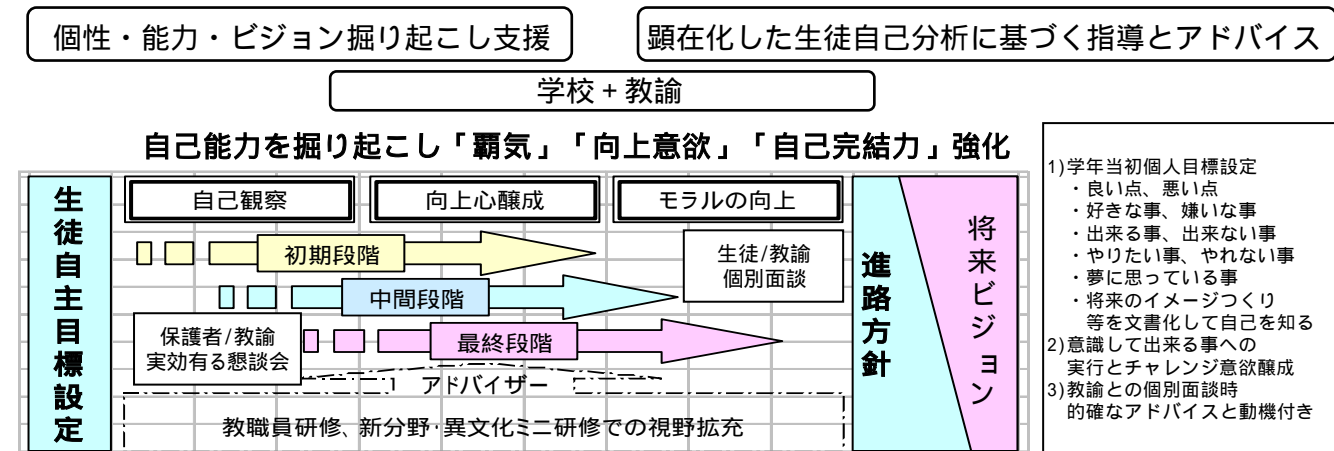 個性・能力・ビジョン掘り起こし支援
顕在化した生徒自己分析に基づく指導とアドバイス
学校+教諭
自己能力を掘り起こし「覇気」「向上意欲」「自己完結力」強化
生徒自主目標設定
自己観察
向上心醸成
モラルの向上
初期段階
中間段階
最終段階
生徒/教諭
個別面談
保護者/教諭
実効有る懇談会
アドバイザー
教職員研修、新分野・異文化ミニ研修での視野拡充
進路方針
将来ビジョン
1)学年当初個人目標設定
・良い点、悪い点
・好きな事、嫌いな事
・出来る事、出来ない事
・やりたい事、やれない事
・夢に思っている事
・将来のイメージつくり
等を文書化して自己を知る
2)意識して出来る事への
実行とチャレンジ意欲醸成
3)教諭との個別面談時
的確なアドバイスと動機付き